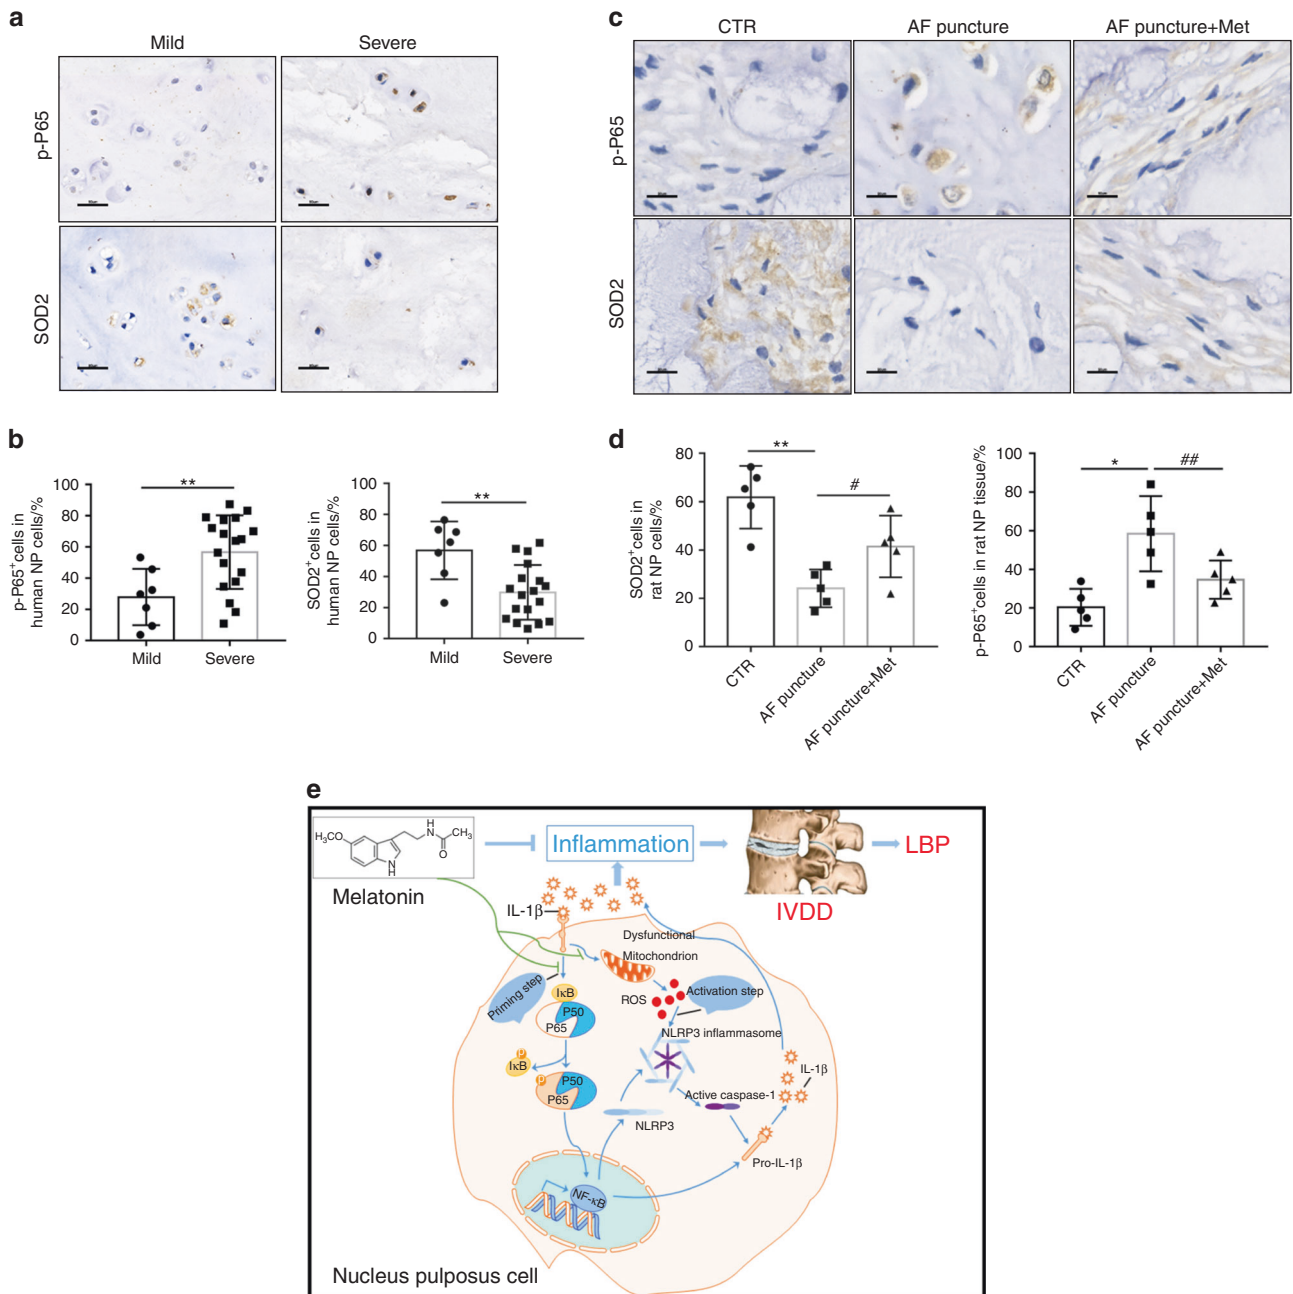 a
Mild
Severe
p-P65
SOD2
c
CTR
AF puncture
AF puncture+Met
p-P65
SOD2
b
p-P65⁺cells in
human NP cells/%
100
80
60
40
20
0
**
Mild
Severe
SOD2⁺cells in
human NP cells/%
100
80
60
40
20
0
**
Mild
Severe
d
SOD2⁺cells in
rat NP cells/%
80
60
40
20
0
**
#
CTR
AF puncture
AF puncture+Met
p-P65⁺cells in rat NP tissue/%
100
80
60
40
20
0
*
##
CTR
AF puncture
AF puncture+Met
e
H₃CO
H
N
CH₃
O
N
H
Melatonin
Inflammation
LBP
IVDD
IL-1β
Dysfunctional
Mitochondrion
Priming step
ROS
Activation step
IκB
P50
P65
NLRP3 inflammasome
P
IκB
P
P50
P65
IL-1β
Active caspase-1
NLRP3
Pro-IL-1β
NF-κB
Nucleus pulposus cell